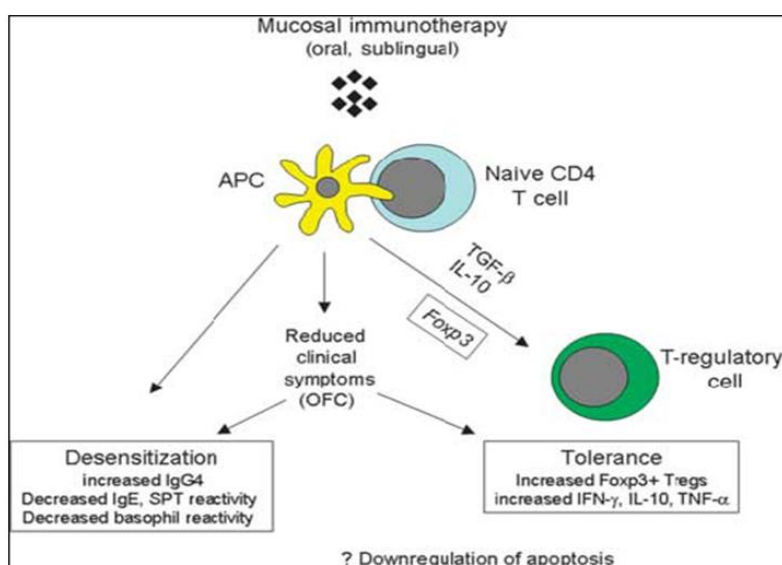 Mucosal immunotherapy
(oral, sublingual)
APC
Naive CD4
T cell
TGF-β
IL-10
Foxp3
Reduced
clinical
symptoms
(OFC)
T-regulatory
cell
Desensitization
increased IgG4
Decreased IgE, SPT reactivity
Decreased basophil reactivity
Tolerance
Increased Foxp3+ Tregs
increased IFN-γ, IL-10, TNF-α
? Downregulation of apoptosis